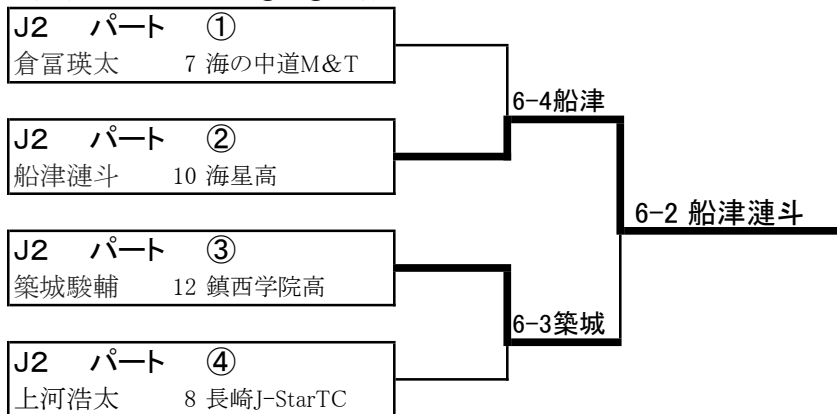 J2 パート ①
倉冨瑛太 7 海の中道M&T
6-4船津
J2 パート ②
船津漣斗 10 海星高
6-2 船津漣斗
J2 パート ③
築城駿輔 12 鎮西学院高
6-3築城
J2 パート ④
上河浩太 8 長崎J-StarTC